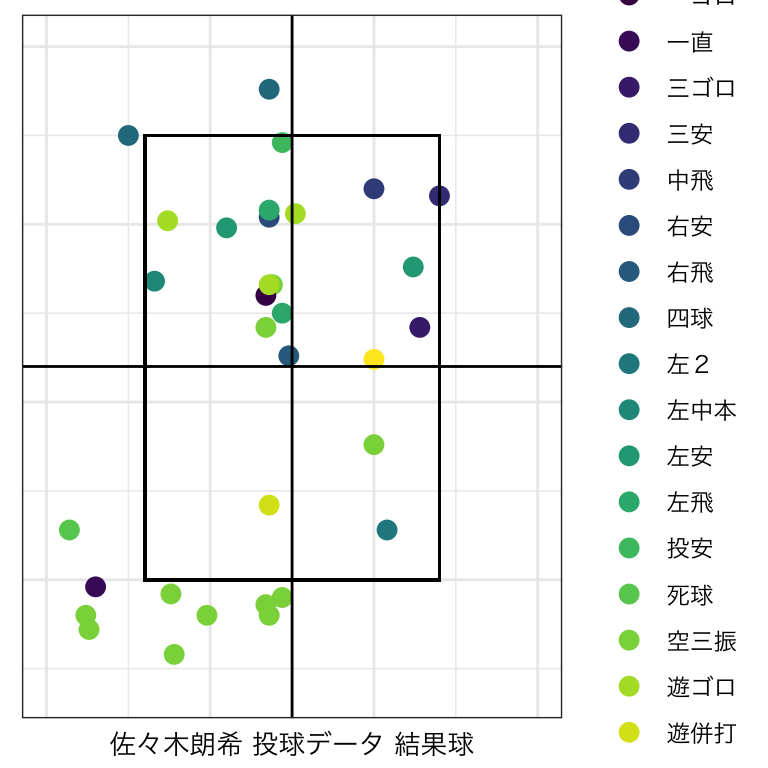 一直
三ゴロ
三安
中飛
右安
右飛
四球
左２
左中本
左安
左飛
投安
死球
空三振
遊ゴロ
遊併打
佐々木朗希 投球データ 結果球